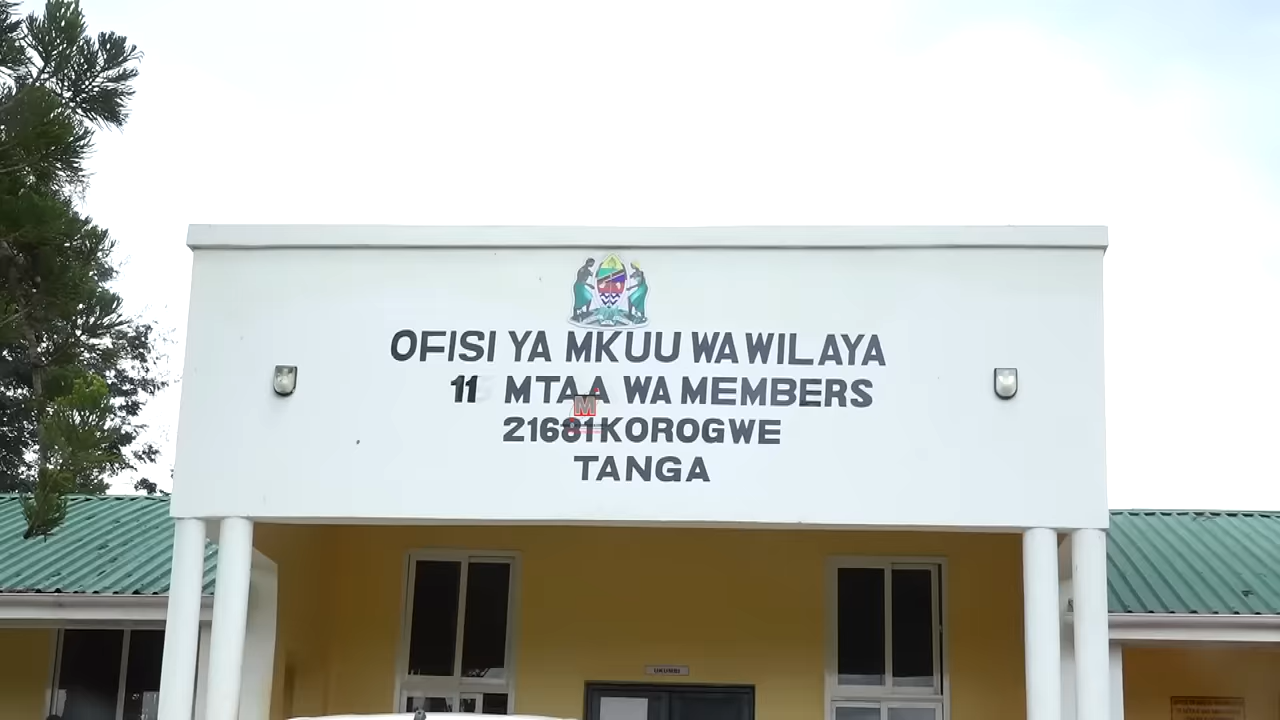 OFISI YA MKUU WA WILAYA
11 MTAA WA MEMBERS
21681 KOROGWE
TANGA
M